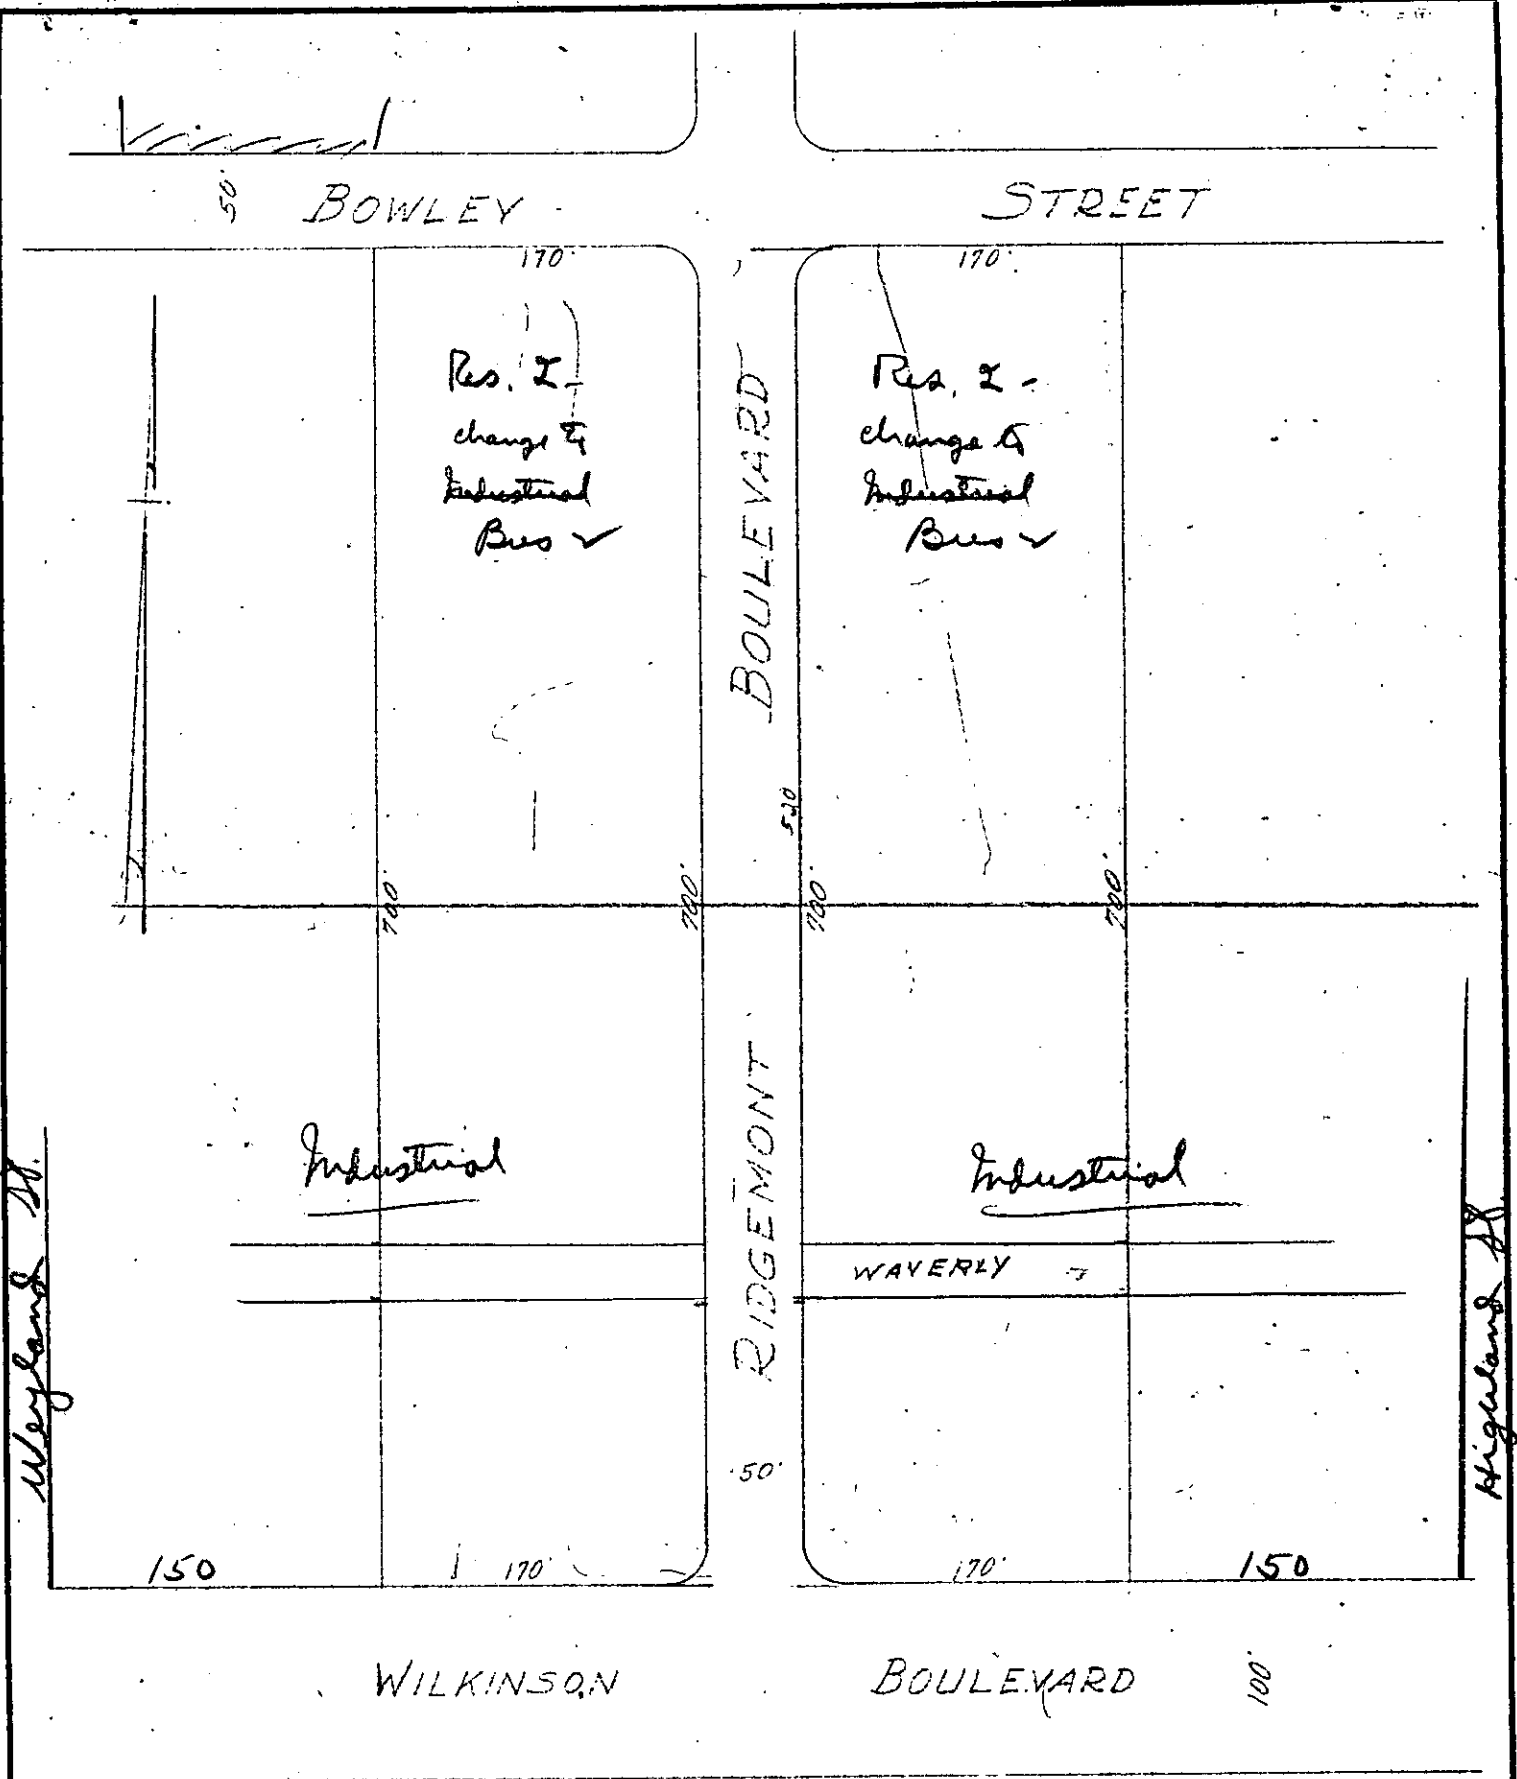 50'
BOWLEY STREET
170'
170'
Res. I -
change to
Industrial
Bus ✓
Res. I -
change to
Industrial
Bus ✓
RIDGEMONT BOULEVARD
520
700'
700'
700'
700'
Industrial
Industrial
WAVERLY
Weyland St.
Highland St.
50'
150
170'
170'
150
WILKINSON BOULEVARD
100'